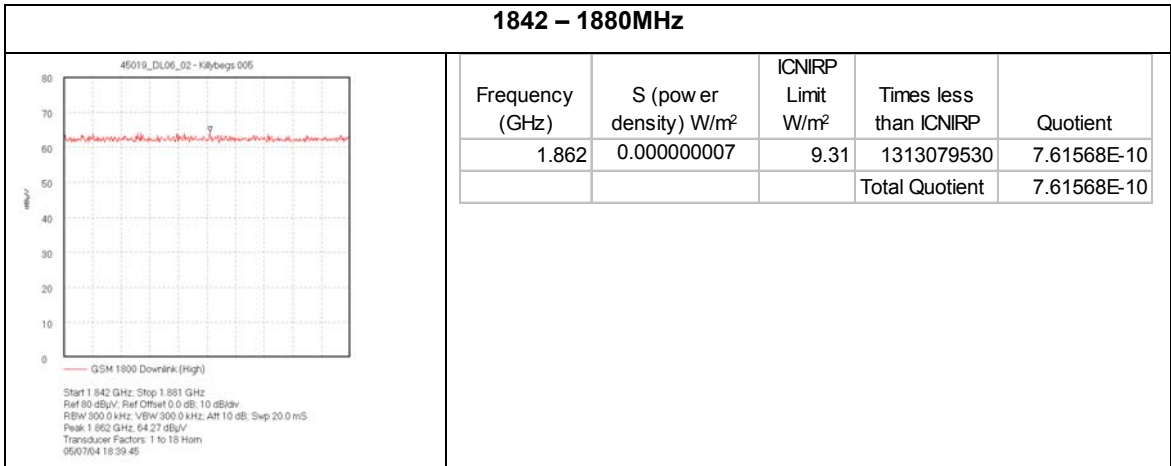 1842 – 1880MHz
45019_DL06_02 - Killybegs 005
80
70
60
50
40
30
20
10
0
dBµV
GSM 1800 Downlink (High)
Start 1.842 GHz; Stop 1.881 GHz
Ref 80 dBµV; Ref Offset 0.0 dB; 10 dB/div
RBW 300.0 kHz; VBW 300.0 kHz; Att 10 dB; Swp 20.0 mS
Peak 1.862 GHz, 64.27 dBµV
Transducer Factors: 1 to 18 Horn
05/07/04 18:39:45
Frequency (GHz) S (pow er density) W/m² ICNIRP Limit W/m² Times less than ICNIRP Quotient
1.862 0.000000007 9.31 1313079530 7.61568E-10
Total Quotient 7.61568E-10